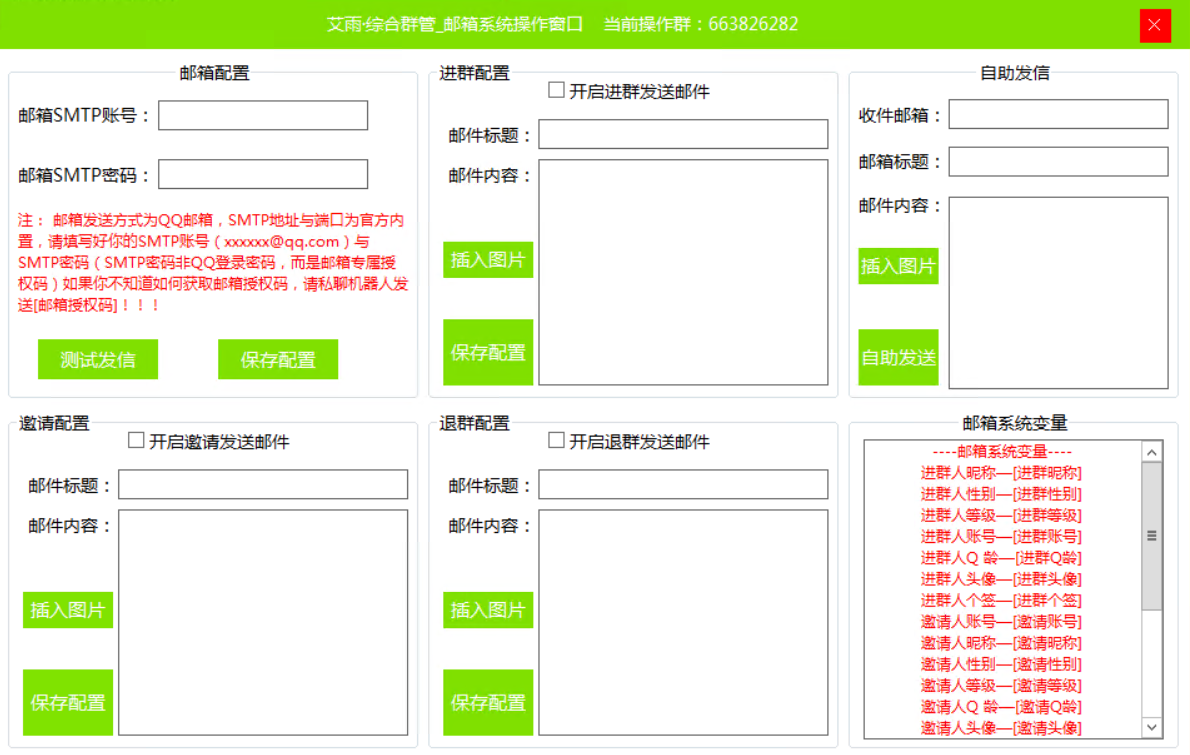 艾雨·综合群管_邮箱系统操作窗口 当前操作群：663826282
邮箱配置
邮箱SMTP账号：
邮箱SMTP密码：
注： 邮箱发送方式为QQ邮箱，SMTP地址与端口为官方内
置，请填写好你的SMTP账号（xxxxxx@qq.com）与
SMTP密码（SMTP密码非QQ登录密码，而是邮箱专属授
权码）如果你不知道如何获取邮箱授权码，请私聊机器人发
送[邮箱授权码]！！！
测试发信
保存配置
进群配置
开启进群发送邮件
邮件标题：
邮件内容：
插入图片
保存配置
自助发信
收件邮箱：
邮箱标题：
邮件内容：
插入图片
自助发送
邀请配置
开启邀请发送邮件
邮件标题：
邮件内容：
插入图片
保存配置
退群配置
开启退群发送邮件
邮件标题：
邮件内容：
插入图片
保存配置
邮箱系统变量
----邮箱系统变量----
进群人昵称—[进群昵称]
进群人性别—[进群性别]
进群人等级—[进群等级]
进群人账号—[进群账号]
进群人Q 龄—[进群Q龄]
进群人头像—[进群头像]
进群人个签—[进群个签]
邀请人账号—[邀请账号]
邀请人昵称—[邀请昵称]
邀请人性别—[邀请性别]
邀请人等级—[邀请等级]
邀请人Q 龄—[邀请Q龄]
邀请人头像—[邀请头像]